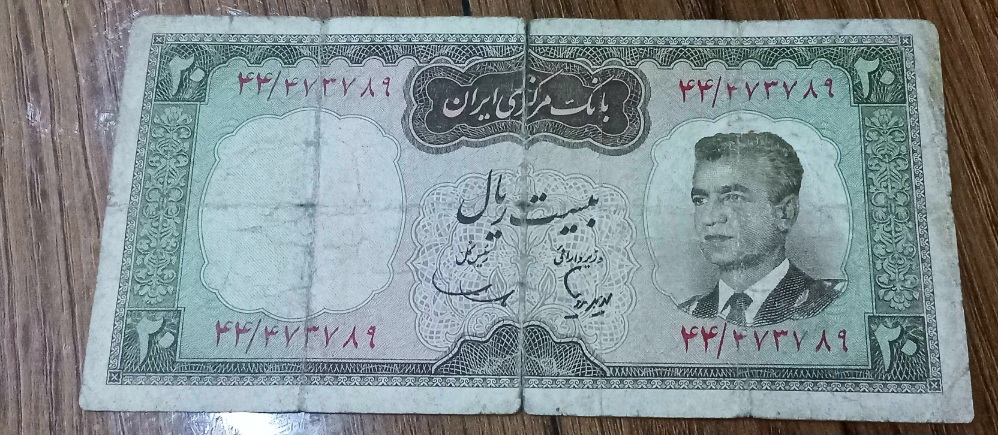 ۲۰ ۴۴/۴۷۳۷۸۹ بانک مرکزی ایران ۴۴/۴۷۳۷۸۹ ۲۰
بیست ریال
وزیر دارائی رئیس کل
۲۰ ۴۴/۴۷۳۷۸۹ ۴۴/۴۷۳۷۸۹ ۲۰